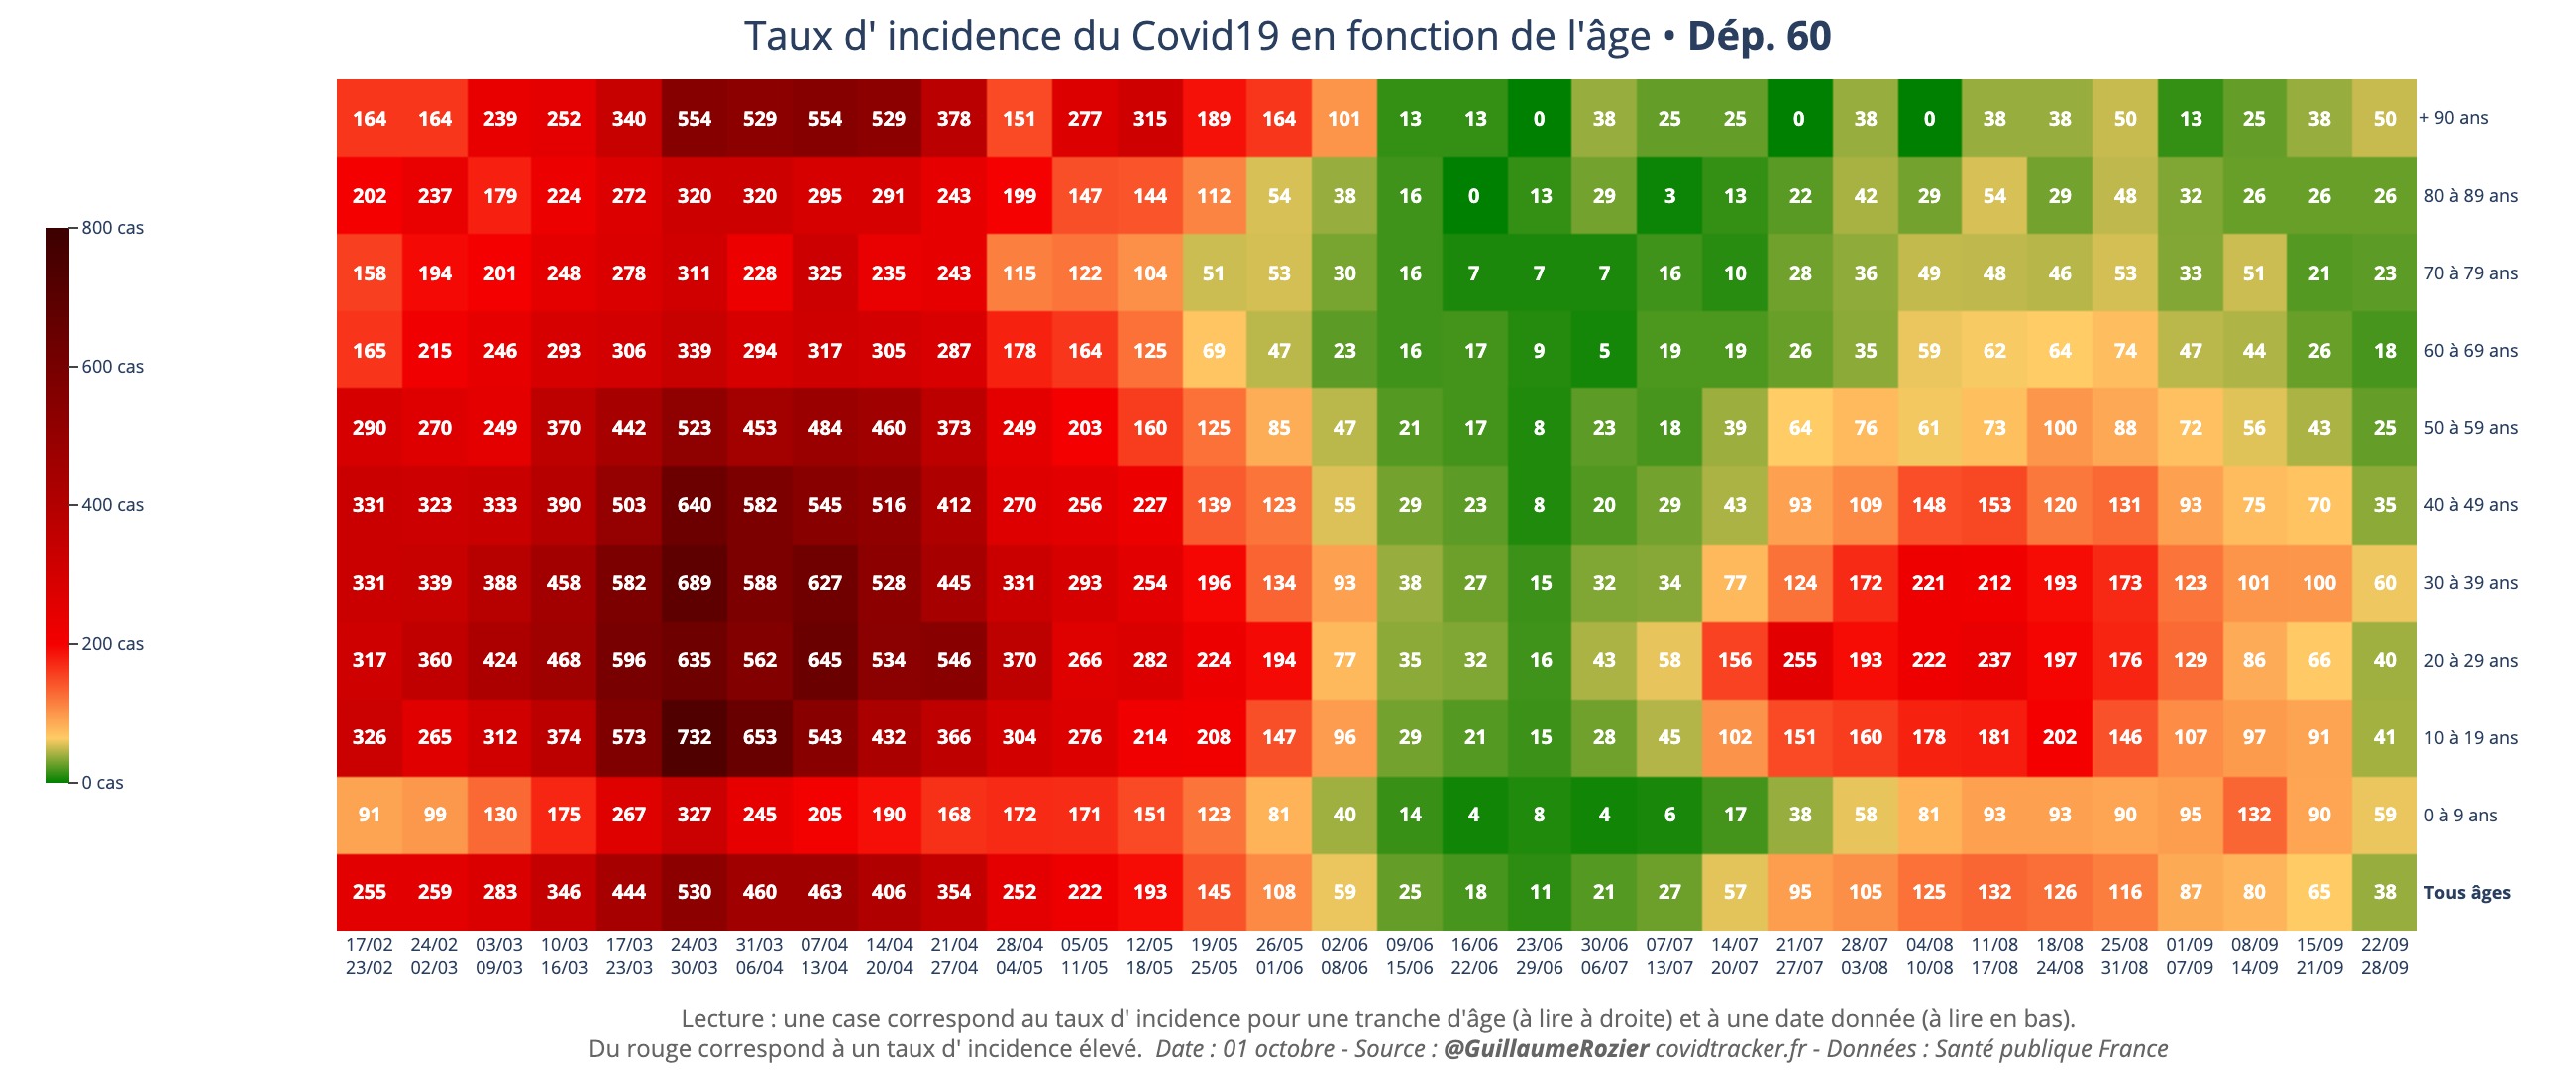 Taux d' incidence du Covid19 en fonction de l'âge • Dép. 60
800 cas
600 cas
400 cas
200 cas
0 cas
164 164 239 252 340 554 529 554 529 378 151 277 315 189 164 101 13 13 0 38 25 25 0 38 0 38 38 50 13 25 38 50 + 90 ans
202 237 179 224 272 320 320 295 291 243 199 147 144 112 54 38 16 0 13 29 3 13 22 42 29 54 29 48 32 26 26 26 80 à 89 ans
158 194 201 248 278 311 228 325 235 243 115 122 104 51 53 30 16 7 7 7 16 10 28 36 49 48 46 53 33 51 21 23 70 à 79 ans
165 215 246 293 306 339 294 317 305 287 178 164 125 69 47 23 16 17 9 5 19 19 26 35 59 62 64 74 47 44 26 18 60 à 69 ans
290 270 249 370 442 523 453 484 460 373 249 203 160 125 85 47 21 17 8 23 18 39 64 76 61 73 100 88 72 56 43 25 50 à 59 ans
331 323 333 390 503 640 582 545 516 412 270 256 227 139 123 55 29 23 8 20 29 43 93 109 148 153 120 131 93 75 70 35 40 à 49 ans
331 339 388 458 582 689 588 627 528 445 331 293 254 196 134 93 38 27 15 32 34 77 124 172 221 212 193 173 123 101 100 60 30 à 39 ans
317 360 424 468 596 635 562 645 534 546 370 266 282 224 194 77 35 32 16 43 58 156 255 193 222 237 197 176 129 86 66 40 20 à 29 ans
326 265 312 374 573 732 653 543 432 366 304 276 214 208 147 96 29 21 15 28 45 102 151 160 178 181 202 146 107 97 91 41 10 à 19 ans
91 99 130 175 267 327 245 205 190 168 172 171 151 123 81 40 14 4 8 4 6 17 38 58 81 93 93 90 95 132 90 59 0 à 9 ans
255 259 283 346 444 530 460 463 406 354 252 222 193 145 108 59 25 18 11 21 27 57 95 105 125 132 126 116 87 80 65 38 Tous âges
17/02 24/02 03/03 10/03 17/03 24/03 31/03 07/04 14/04 21/04 28/04 05/05 12/05 19/05 26/05 02/06 09/06 16/06 23/06 30/06 07/07 14/07 21/07 28/07 04/08 11/08 18/08 25/08 01/09 08/09 15/09 22/09
23/02 02/03 09/03 16/03 23/03 30/03 06/04 13/04 20/04 27/04 04/05 11/05 18/05 25/05 01/06 08/06 15/06 22/06 29/06 06/07 13/07 20/07 27/07 03/08 10/08 17/08 24/08 31/08 07/09 14/09 21/09 28/09
Lecture : une case correspond au taux d' incidence pour une tranche d'âge (à lire à droite) et à une date donnée (à lire en bas).
Du rouge correspond à un taux d' incidence élevé. Date : 01 octobre - Source : @GuillaumeRozier covidtracker.fr - Données : Santé publique France